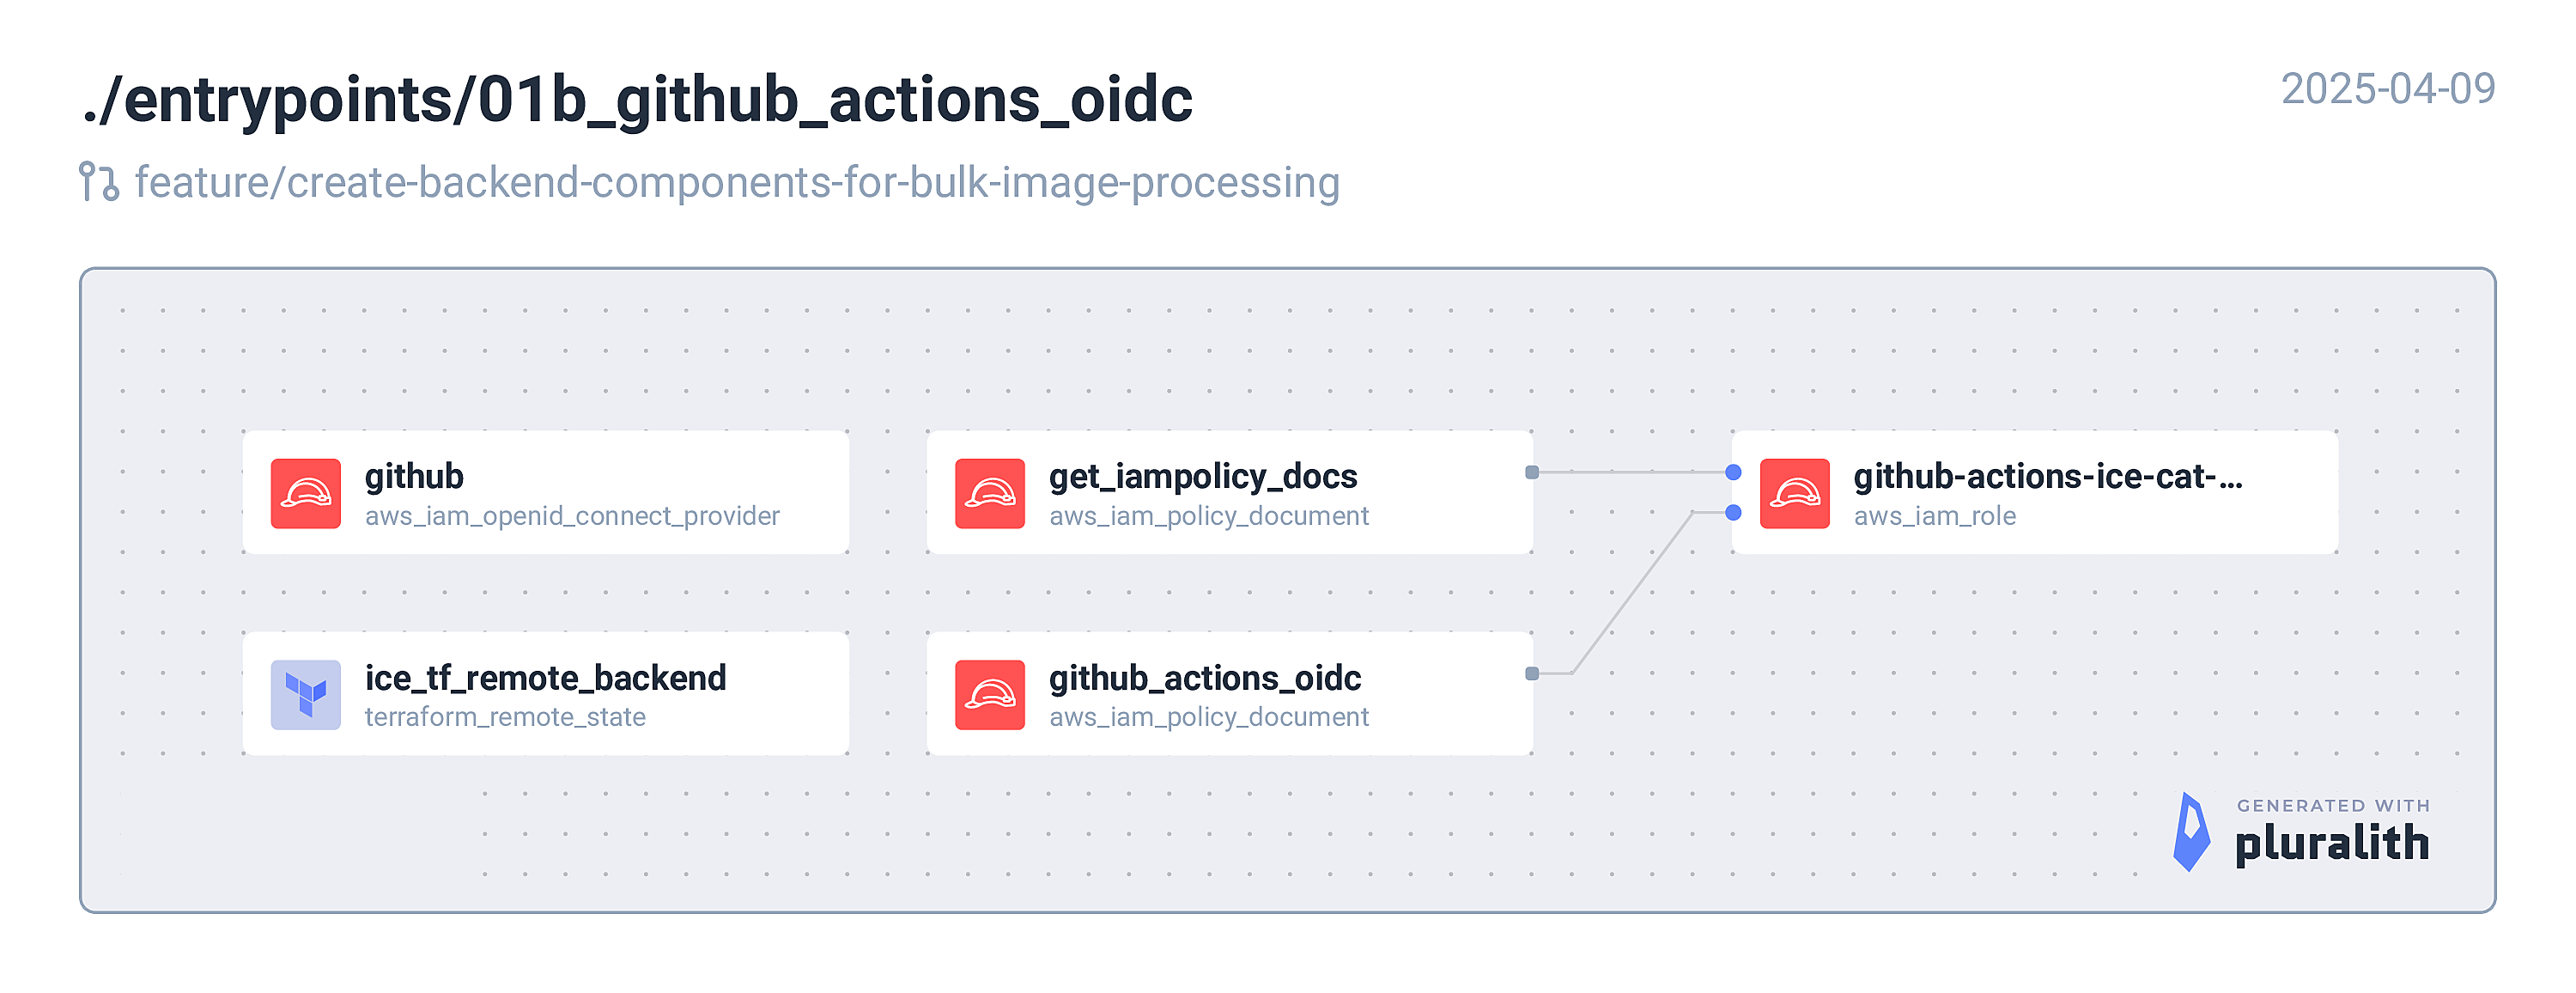 ./entrypoints/01b_github_actions_oidc
2025-04-09
feature/create-backend-components-for-bulk-image-processing
github
aws_iam_openid_connect_provider
get_iampolicy_docs
aws_iam_policy_document
github-actions-ice-cat-...
aws_iam_role
ice_tf_remote_backend
terraform_remote_state
github_actions_oidc
aws_iam_policy_document
GENERATED WITH
pluralith